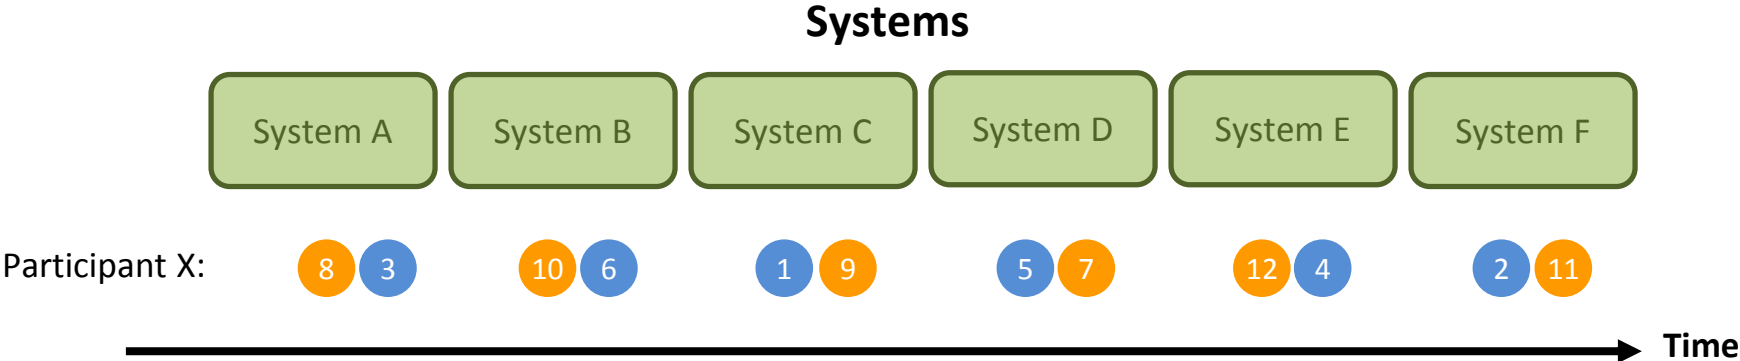 Systems
System A System B System C System D System E System F
Participant X: 8 3 10 6 1 9 5 7 12 4 2 11
Time